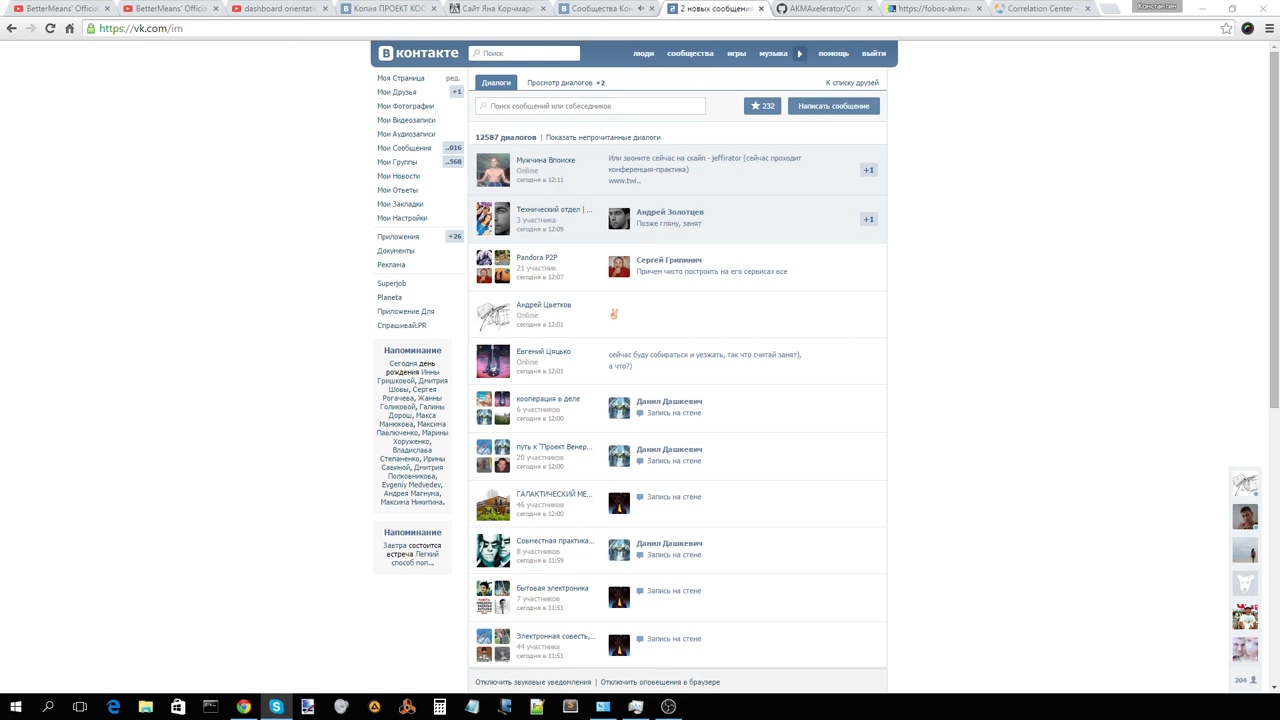 BetterMeans' Officia
BetterMeans' Officia
dashboard orientatio
Копия ПРОЕКТ КОС
Сайт Яна Корчмарю
Сообщества Кон
2 новых сообщения
AKMAxelerator/Corr
https://fobos-akmax
Correlation Center -
Константин
https://vk.com/im
В контакте
Поиск
люди сообщества игры музыка помощь выйти
Моя Страница ред.
Мои Друзья +1
Мои Фотографии
Мои Видеозаписи
Мои Аудиозаписи
Мои Сообщения ..016
Мои Группы ..568
Мои Новости
Мои Ответы
Мои Закладки
Мои Настройки
Приложения +26
Документы
Реклама
Superjob
Planeta
Приложение Для
Спрашивай.PR
Напоминание
Сегодня день
рождения Инны
Гришковой, Дмитрия
Шовы, Сергея
Рогачева, Жанны
Голиковой, Галины
Дорош, Макса
Манюкова, Максима
Павлюченко, Марины
Хоруженко,
Владислава
Степаненко, Ирины
Савиной, Дмитрия
Полковникова,
Evgeniy Medvedev,
Андрея Магнума,
Максима Никитина.
Напоминание
Завтра состоится
встреча Легкий
способ поп...
Диалоги Просмотр диалогов +2 К списку друзей
Поиск сообщений или собеседников
232
Написать сообщение
12587 диалогов | Показать непрочитанные диалоги
Мужчина Впоиске
Online
сегодня в 12:11
Или звоните сейчас на скайп - jeffirator (сейчас проходит
конференция-практика)
www.twi..
+1
Технический отдел | ...
3 участника
сегодня в 12:09
Андрей Золотцев
Позже гляну, занят
+1
Pandora P2P
21 участник
сегодня в 12:07
Сергей Грипинич
Причем чисто построить на его сервисах все
Андрей Цветков
Online
сегодня в 12:01
Евгений Цяцько
Online
сегодня в 12:01
сейчас буду собираться и уезжать, так что считай занят),
а что?)
кооперация в деле
6 участников
сегодня в 12:00
Данил Дашкевич
Запись на стене
путь к "Проект Венер...
20 участников
сегодня в 12:00
Данил Дашкевич
Запись на стене
ГАЛАКТИЧЕСКИЙ МЕ...
46 участников
сегодня в 12:00
Запись на стене
Совместная практика...
8 участников
сегодня в 11:59
Данил Дашкевич
Запись на стене
Бытовая электроника
7 участников
сегодня в 11:51
Запись на стене
Электронная совесть,...
44 участника
сегодня в 11:51
Запись на стене
Отключить звуковые уведомления | Отключить оповещения в браузере
204